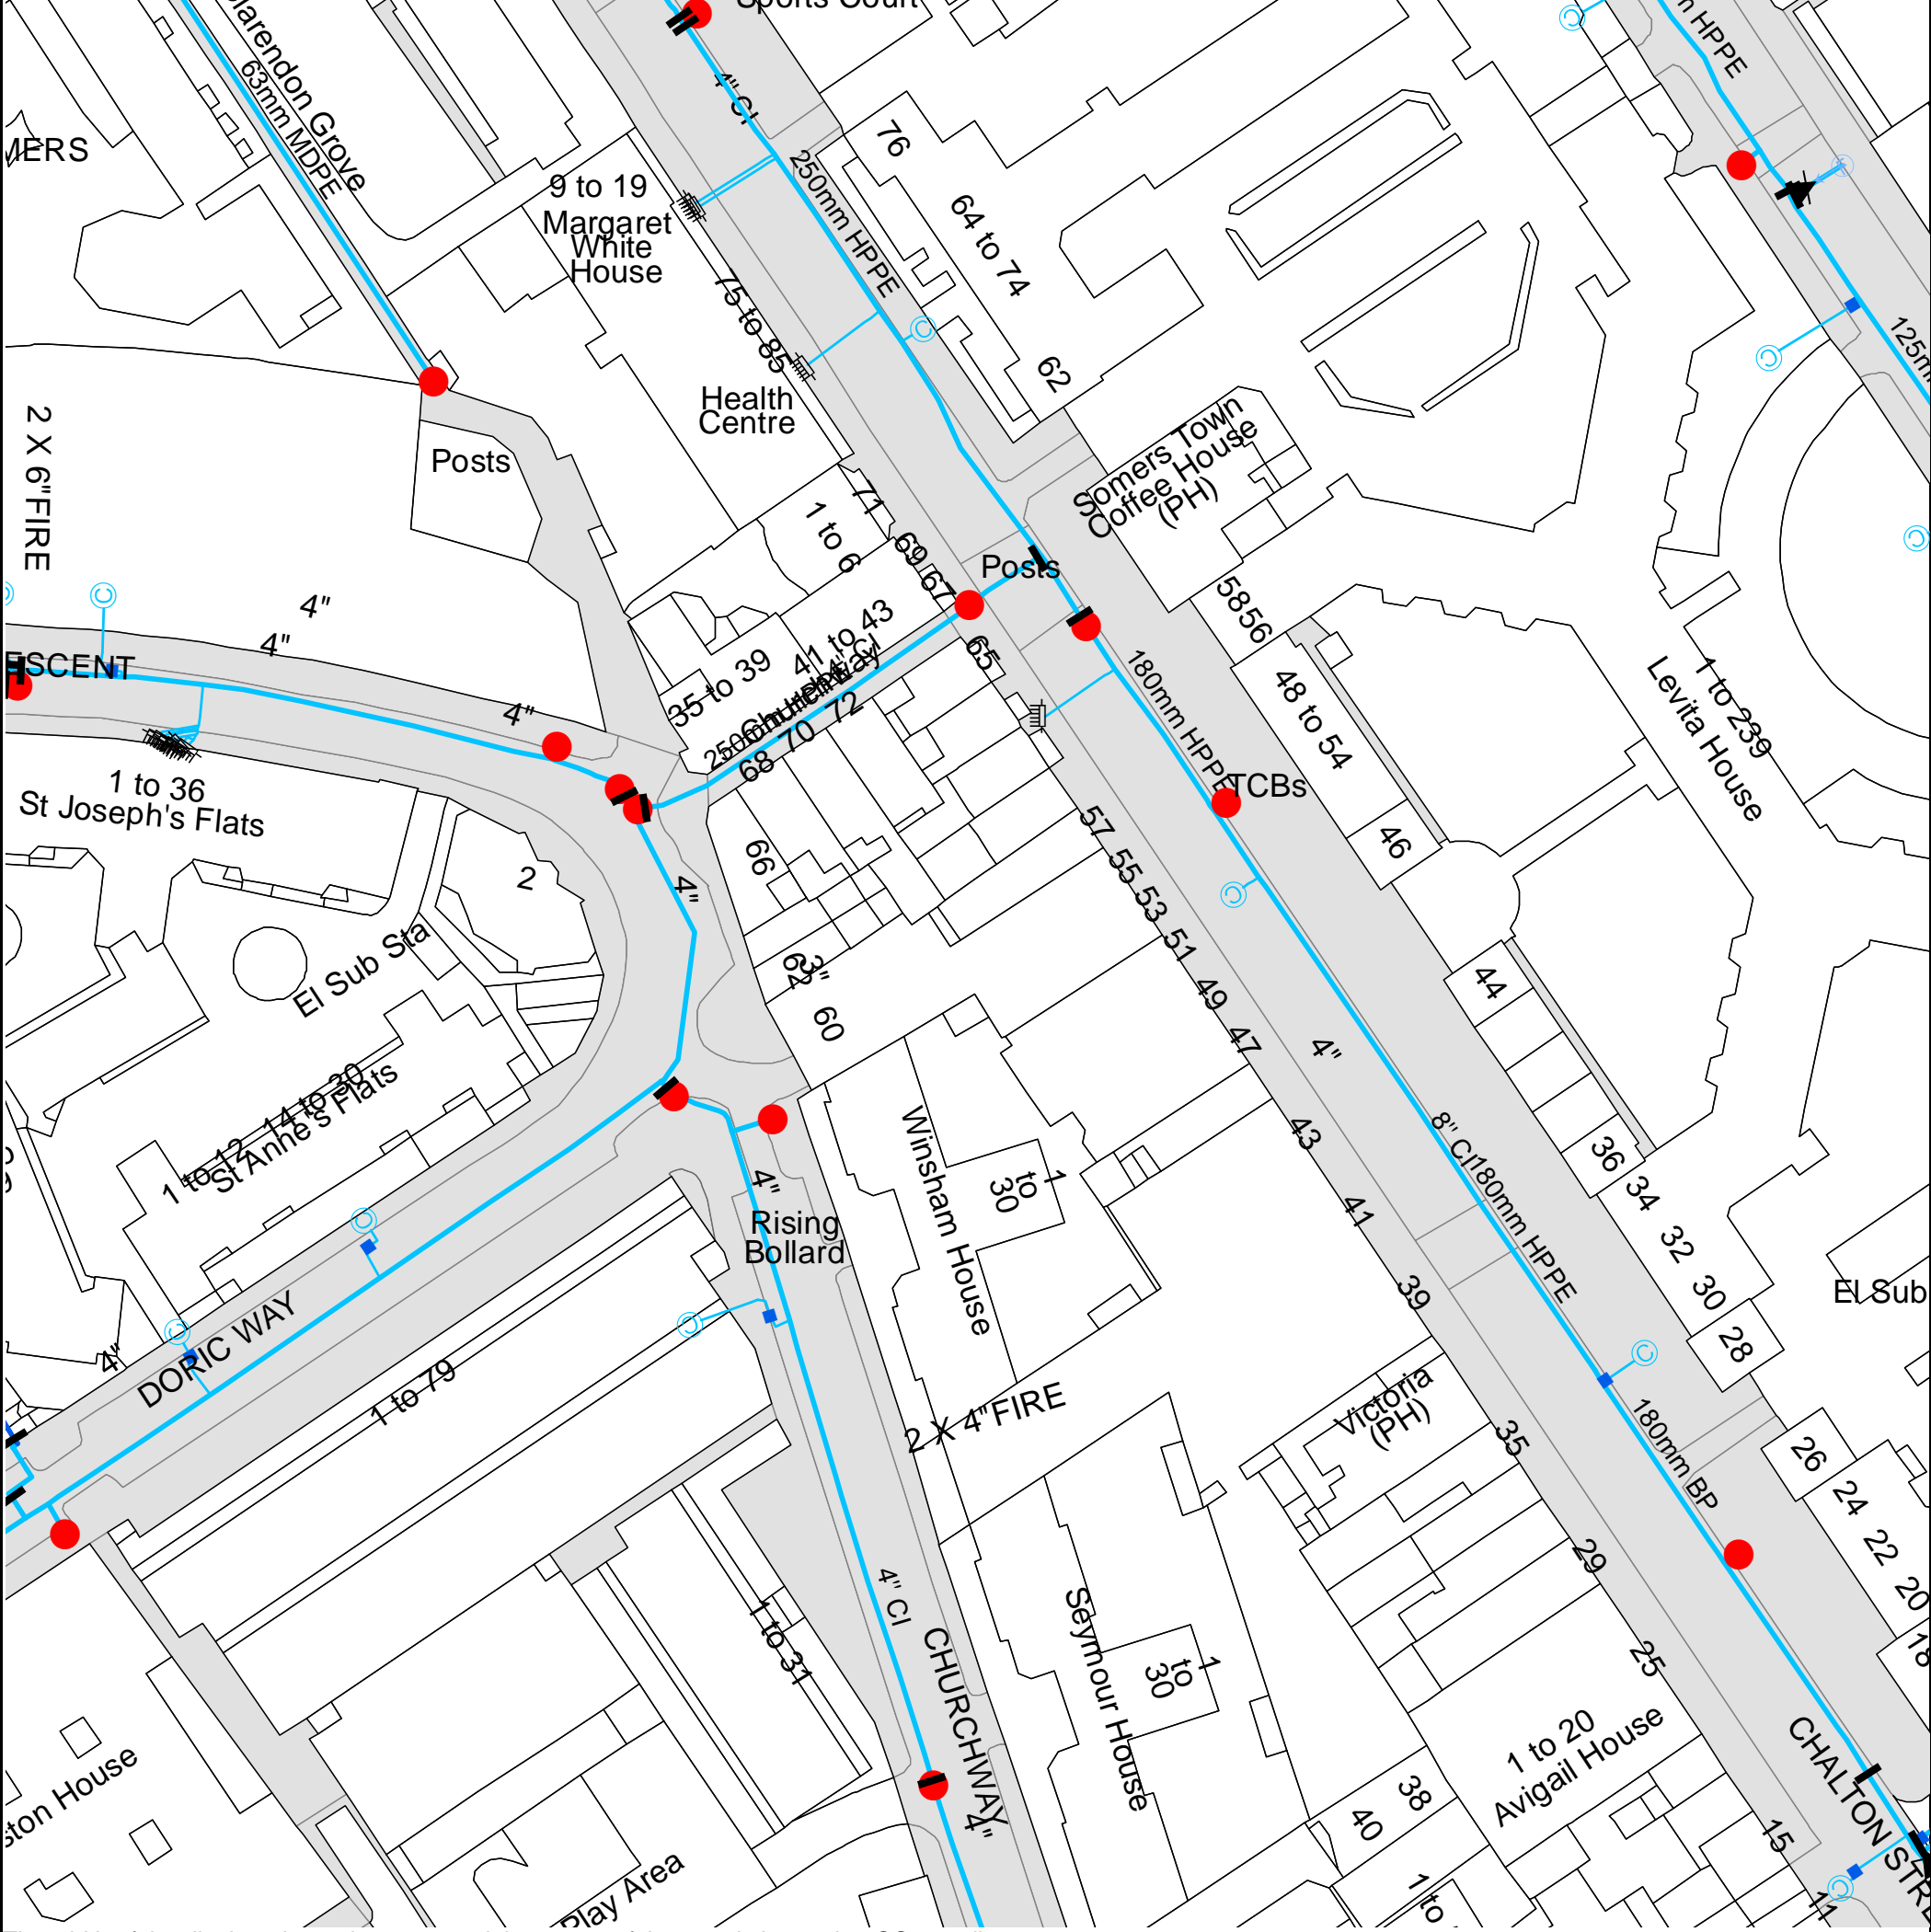 Sports Court
Clarendon Grove
63mm MDPE
4" CI
m HPPE
MERS
9 to 19
Margaret
White
House
250mm HPPE
76
64 to 74
62
75 to 85
Health
Centre
Posts
2 X 6"FIRE
125m
Somers Town
Coffee House
(PH)
71
1 to 6
69
67
Posts
65
41 to 43
35 to 39
Churchway
72
70
68
66
4"
4"
4"
ESCENT
5856
48 to 54
46
180mm HPPE
TCBs
1 to 239
Levita House
1 to 36
St Joseph's Flats
2
4"
El Sub Sta
62
3"
60
57
55
53
51
49
47
43
41
39
35
29
25
15
11
44
36
34
32
30
28
26
24
22
20
18
4"
8" CI
180mm HPPE
180mm BP
El Sub
1 to 12
14 to 30
St Anne's Flats
Winsham House
1
to
30
4"
Rising
Bollard
DORIC WAY
4"
1 to 79
2 X 4"FIRE
Victoria
(PH)
4" CI
CHURCHWAY
4"
1 to 31
Seymour House
1
to
30
1 to 20
Avigail House
38
40
1 to
CHALTON STRE
ston House
Play Area